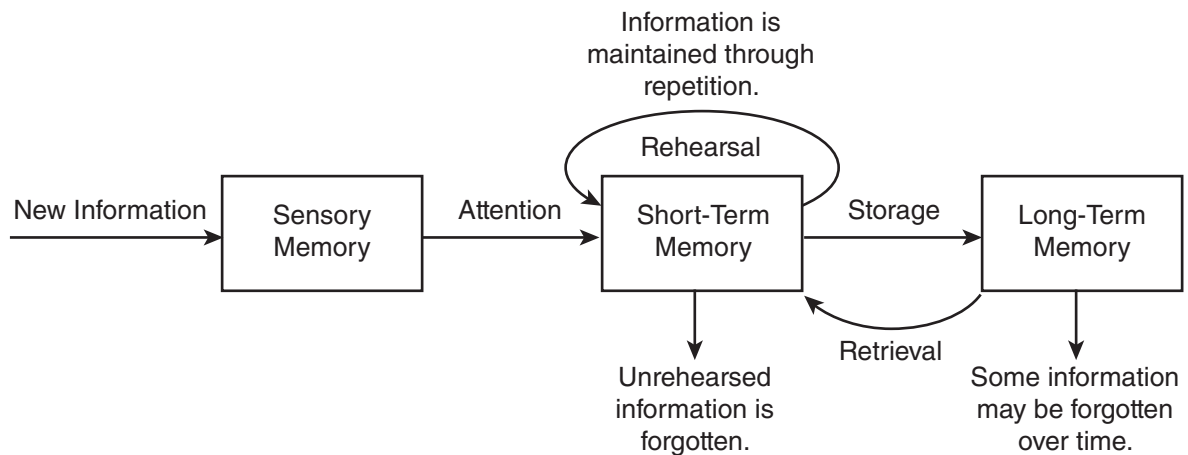 Information is
maintained through
repetition.
Rehearsal
New Information
Sensory
Memory
Attention
Short-Term
Memory
Storage
Long-Term
Memory
Retrieval
Unrehearsed
information is
forgotten.
Some information
may be forgotten
over time.